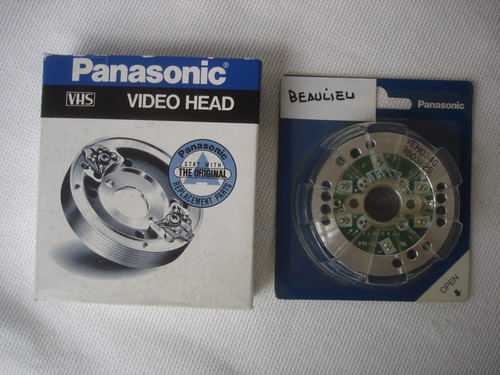 Panasonic®
VHS VIDEO HEAD
Panasonic
STAY WITH
THE ORIGINAL
REPLACEMENT PARTS
BEAULIEU
Panasonic
OPEN